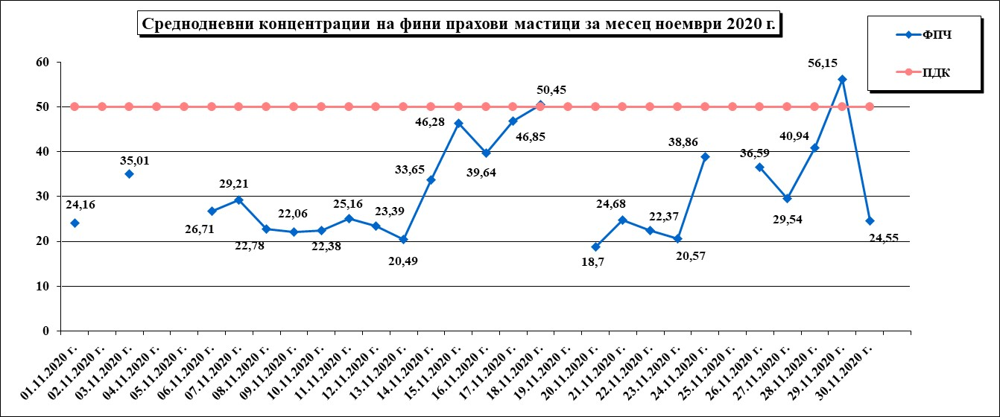 Среднодневни концентрации на фини прахови мастици за месец ноември 2020 г.
ФПЧ
ПДК
60
50
40
30
20
10
0
24,16
35,01
26,71
29,21
22,78
22,06
22,38
25,16
23,39
20,49
33,65
46,28
39,64
46,85
50,45
18,7
24,68
22,37
20,57
38,86
36,59
29,54
40,94
56,15
24,55
01.11.2020 г.
02.11.2020 г.
03.11.2020 г.
04.11.2020 г.
05.11.2020 г.
06.11.2020 г.
07.11.2020 г.
08.11.2020 г.
09.11.2020 г.
10.11.2020 г.
11.11.2020 г.
12.11.2020 г.
13.11.2020 г.
14.11.2020 г.
15.11.2020 г.
16.11.2020 г.
17.11.2020 г.
18.11.2020 г.
19.11.2020 г.
20.11.2020 г.
21.11.2020 г.
22.11.2020 г.
23.11.2020 г.
24.11.2020 г.
25.11.2020 г.
26.11.2020 г.
27.11.2020 г.
28.11.2020 г.
29.11.2020 г.
30.11.2020 г.